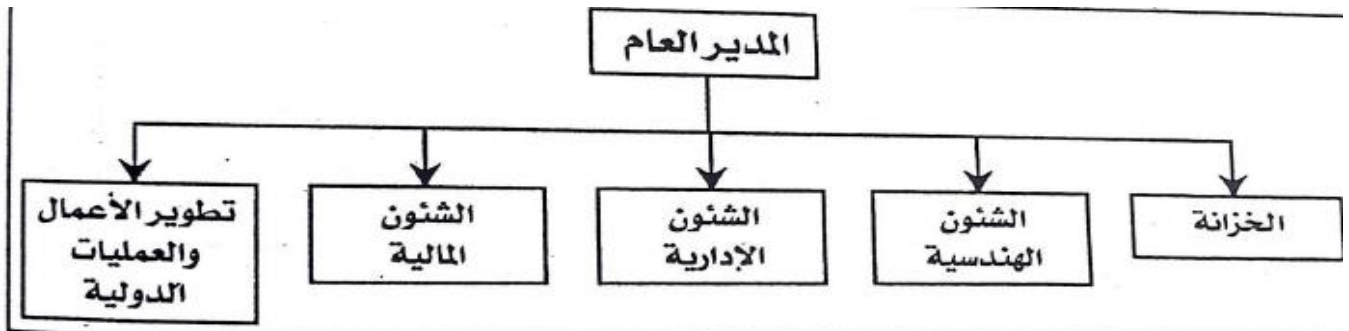 المدير العام
الخزانة
الشئون
الهندسية
الشئون
الإدارية
الشئون
المالية
تطوير الأعمال
والعمليات
الدولية